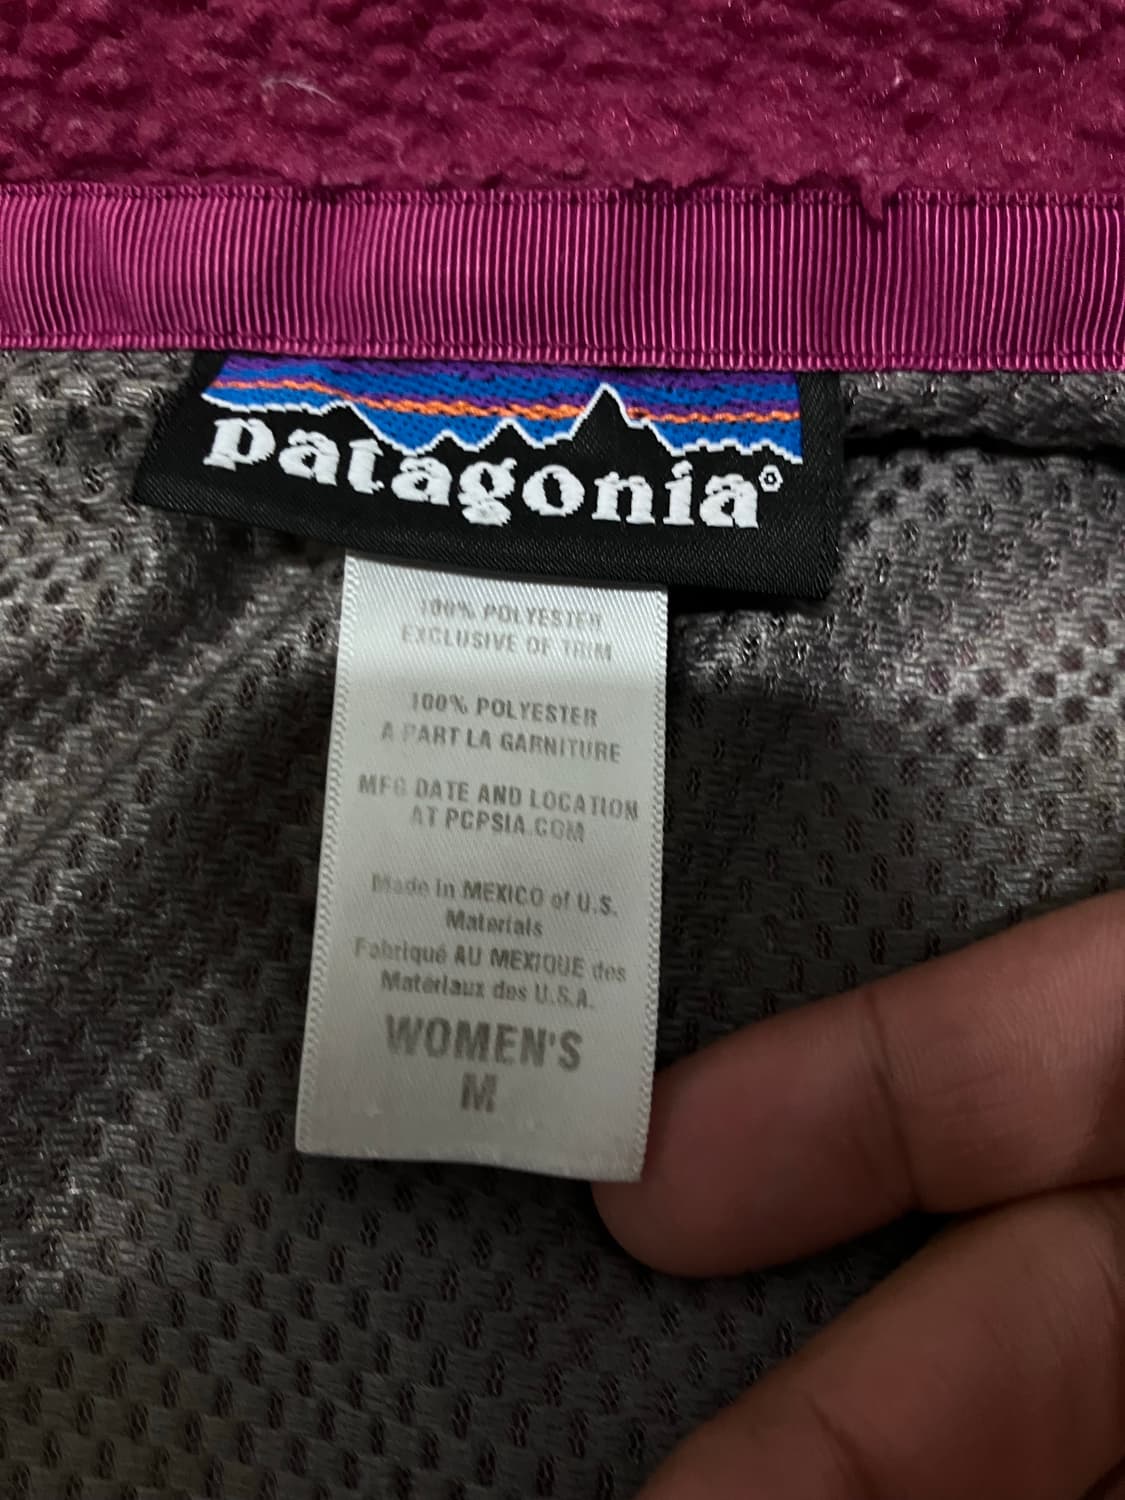 patagonia®
100% POLYESTER
EXCLUSIVE OF TRIM
100% POLYESTER
A PART LA GARNITURE
MFG DATE AND LOCATION
AT PCPSIA.COM
Made in MEXICO of U.S.
Materials
Fabriqué AU MEXIQUE des
Matériaux des U.S.A.
WOMEN'S
M